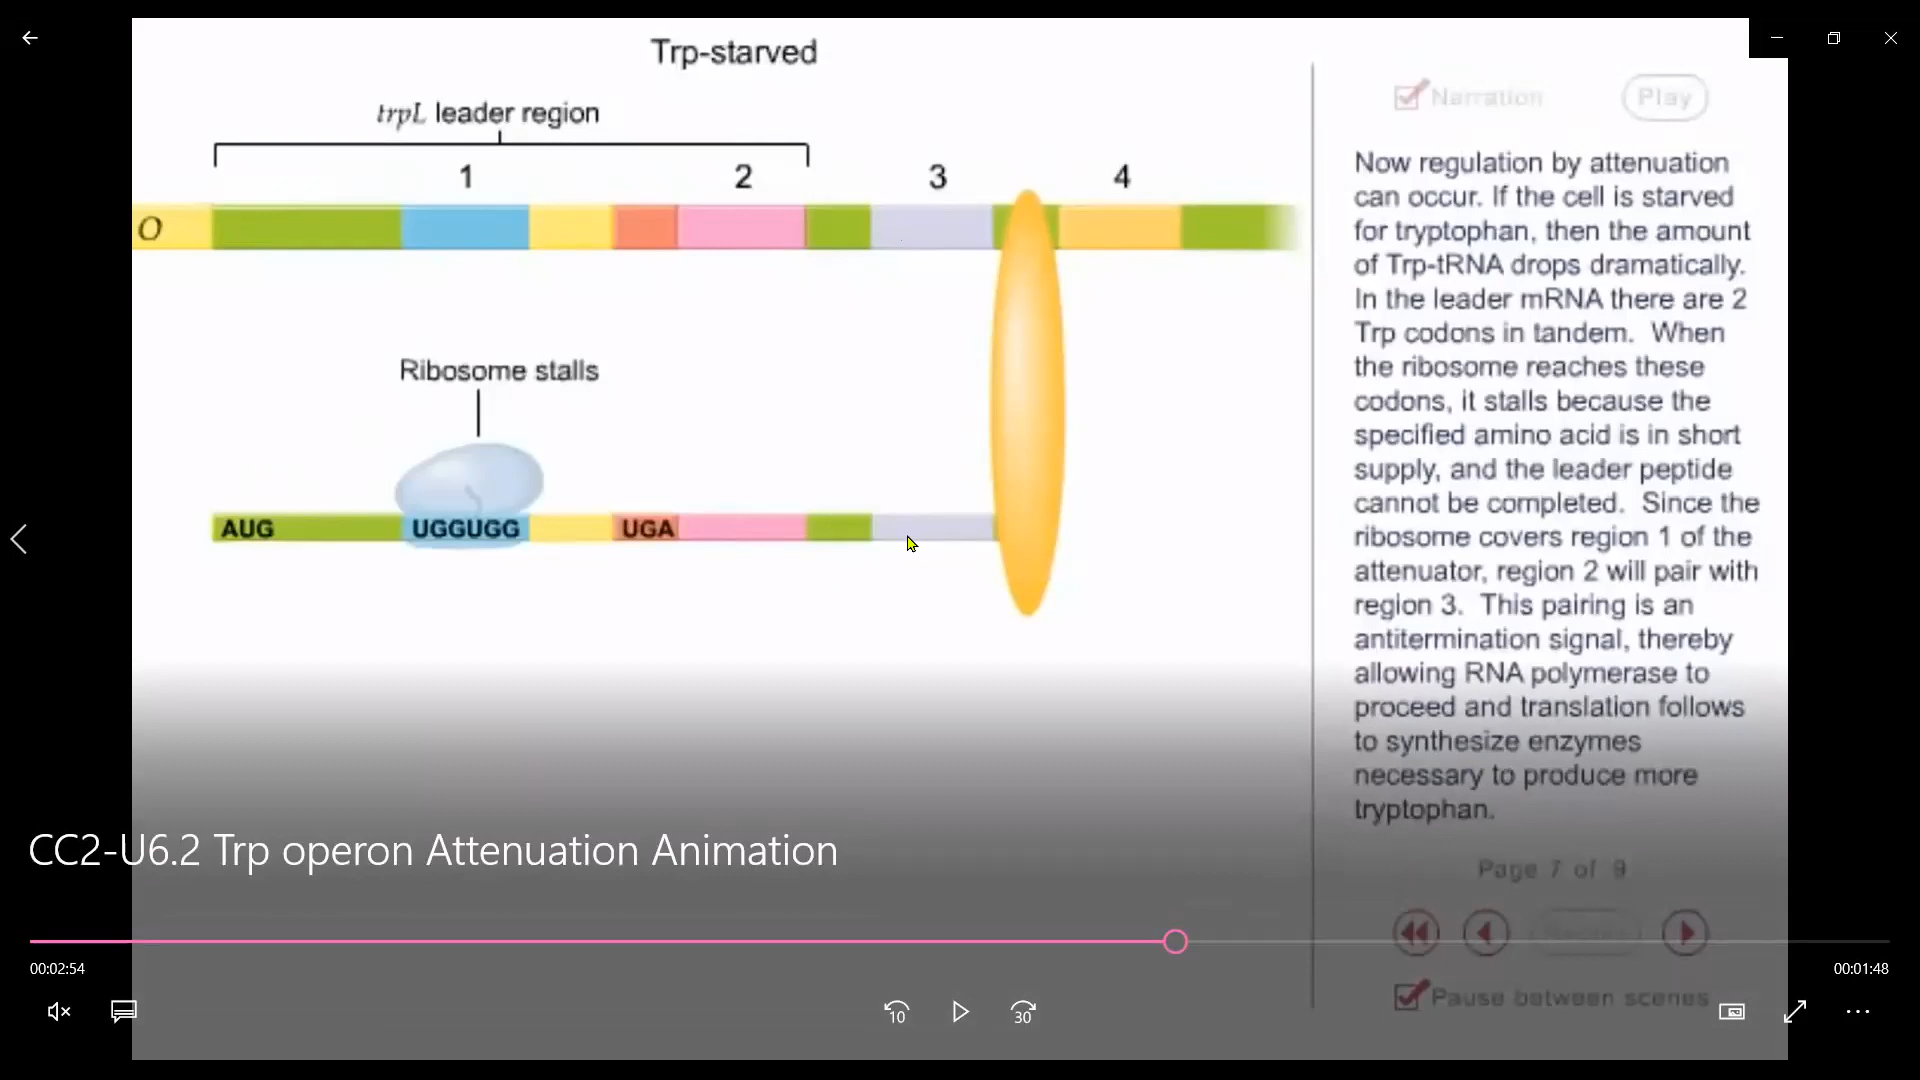 Trp-starved
trpL leader region
1 2 3 4
O
Ribosome stalls
AUG UGGUGG UGA
Narration Play
Now regulation by attenuation
can occur. If the cell is starved
for tryptophan, then the amount
of Trp-tRNA drops dramatically.
In the leader mRNA there are 2
Trp codons in tandem. When
the ribosome reaches these
codons, it stalls because the
specified amino acid is in short
supply, and the leader peptide
cannot be completed. Since the
ribosome covers region 1 of the
attenuator, region 2 will pair with
region 3. This pairing is an
antitermination signal, thereby
allowing RNA polymerase to
proceed and translation follows
to synthesize enzymes
necessary to produce more
tryptophan.
Page 7 of 9
Pause between scenes
CC2-U6.2 Trp operon Attenuation Animation
00:02:54 00:01:48
10 30